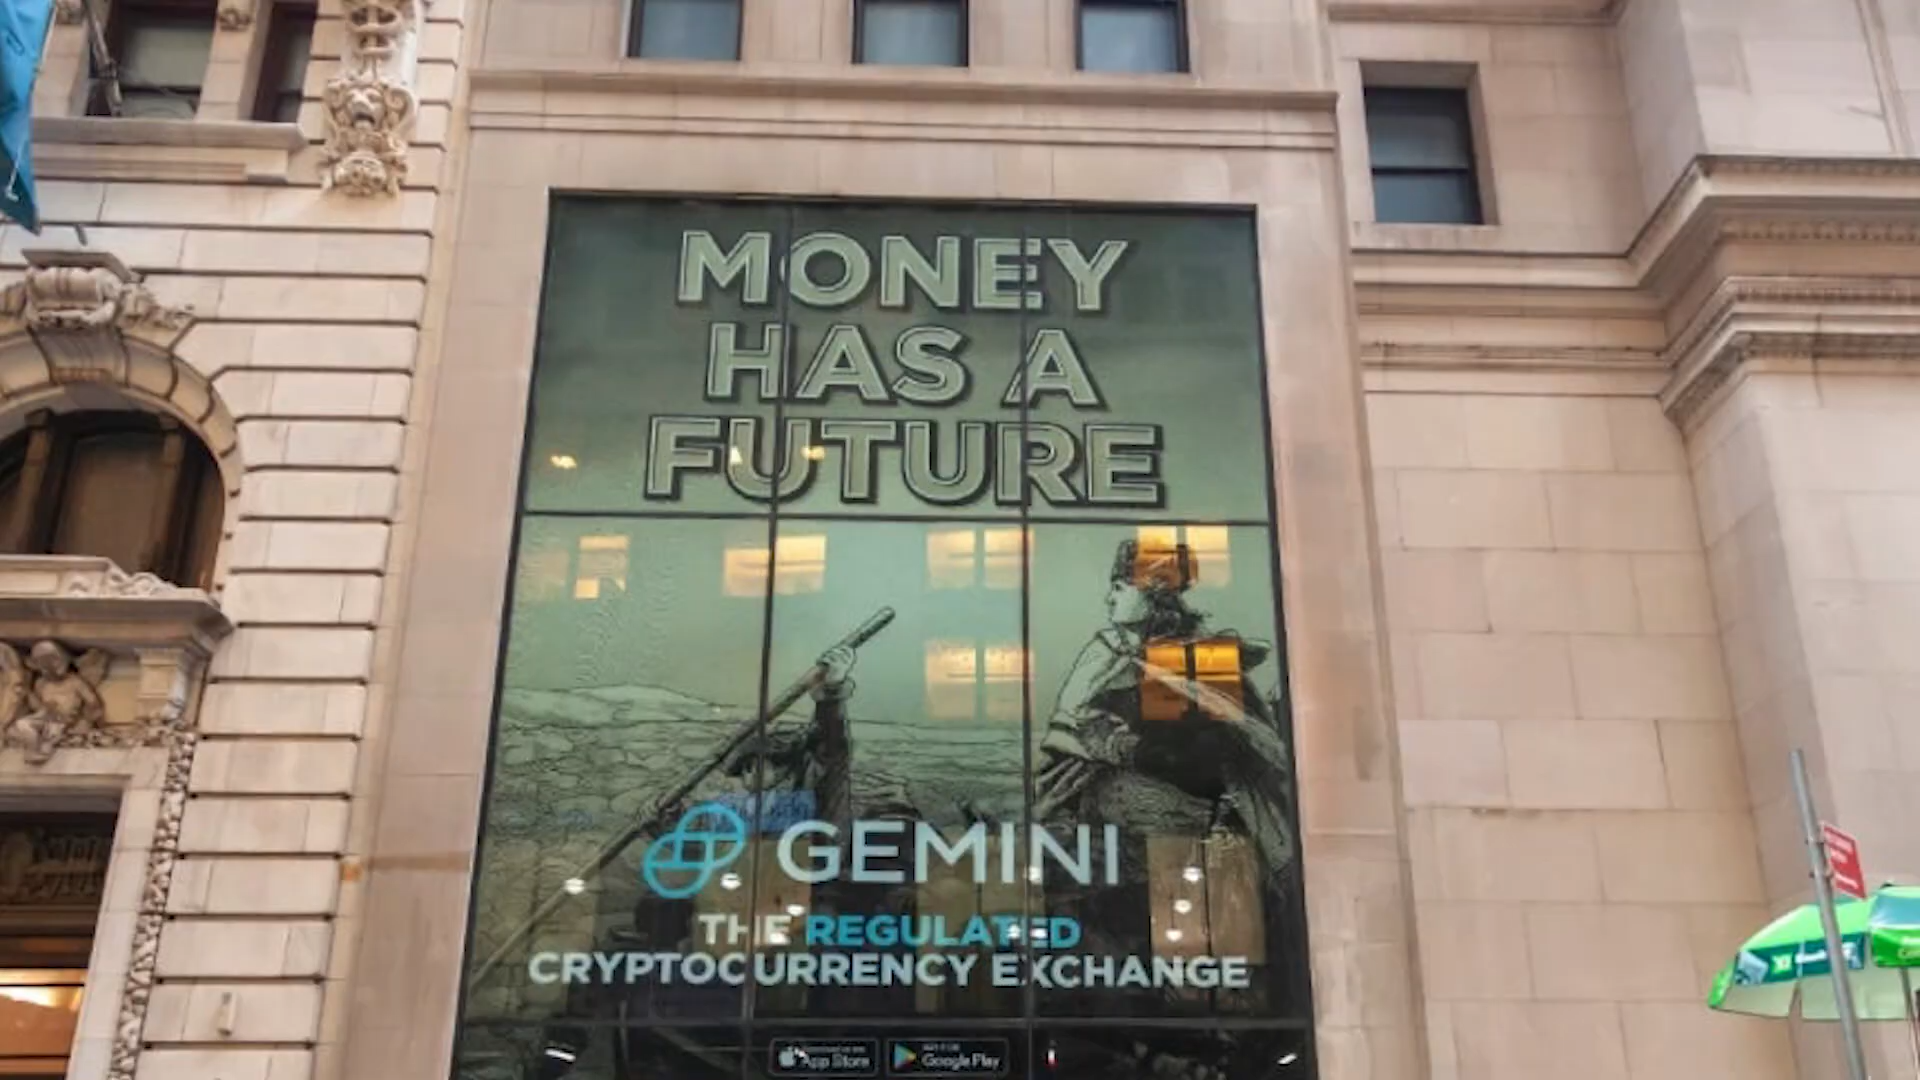 MONEY
HAS A
FUTURE
GEMINI
THE REGULATED
CRYPTOCURRENCY EXCHANGE
App Store
Google Play